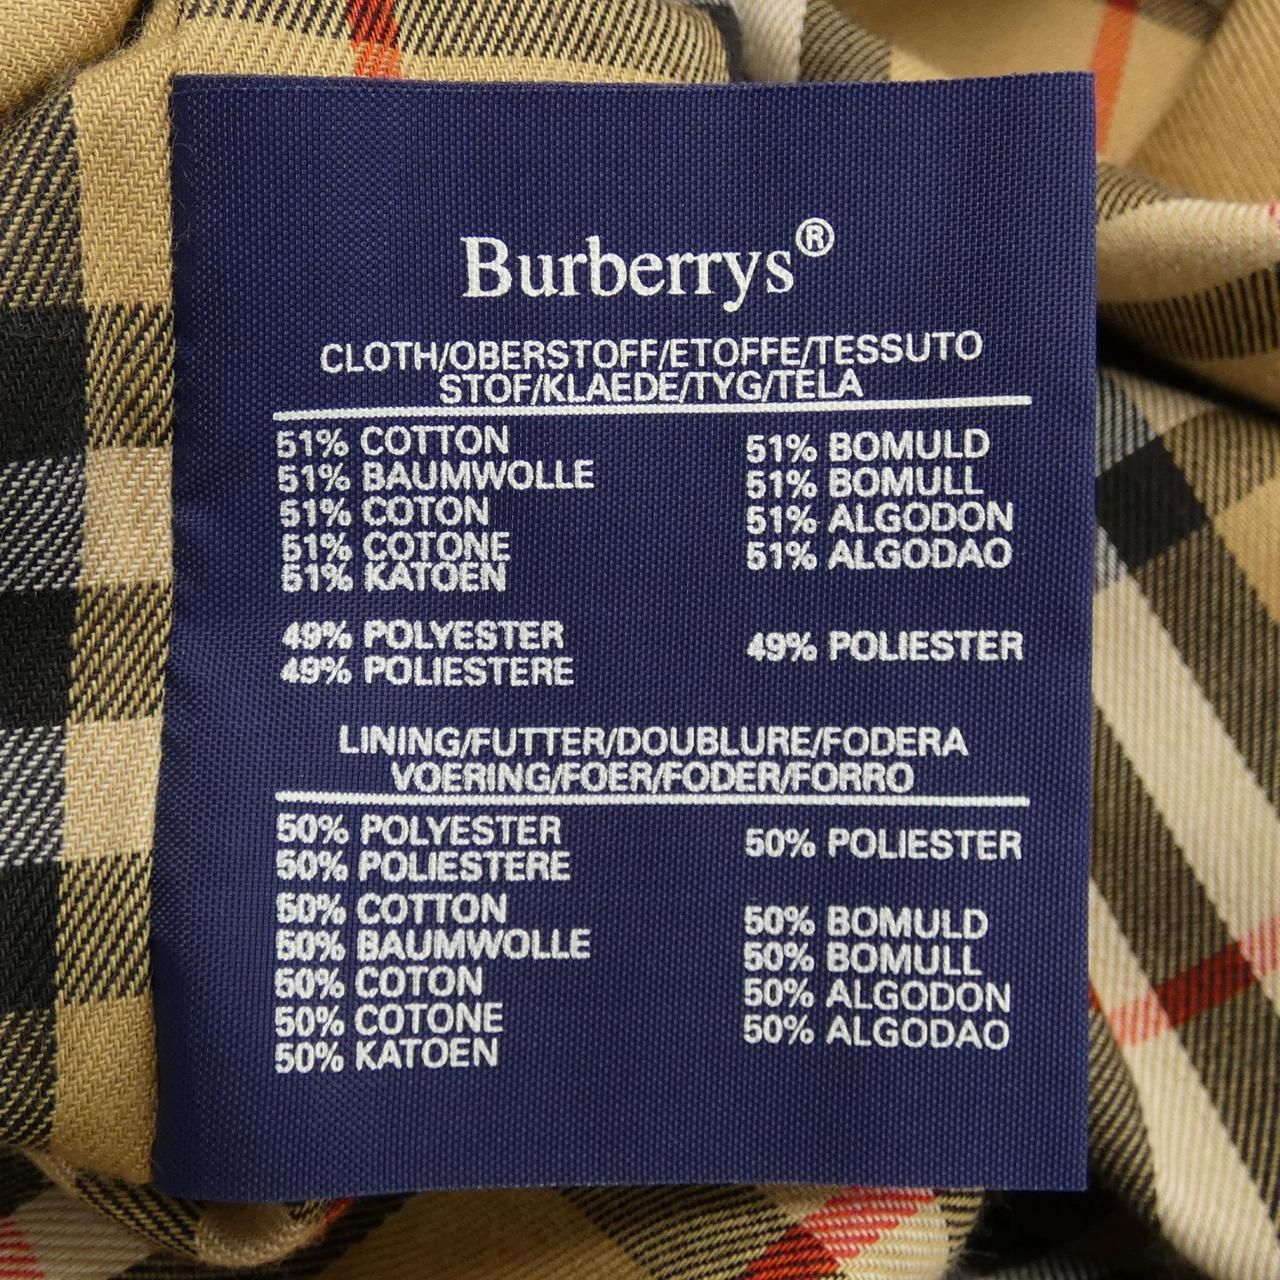 Burberrys®
CLOTH/OBERSTOFF/ETOFFE/TESSUTO
STOF/KLAEDE/TYG/TELA
51% COTTON
51% BAUMWOLLE
51% COTON
51% COTONE
51% KATOEN
51% BOMULD
51% BOMULL
51% ALGODON
51% ALGODAO
49% POLYESTER
49% POLIESTERE
49% POLIESTER
LINING/FUTTER/DOUBLURE/FODERA
VOERING/FOER/FODER/FORRO
50% POLYESTER
50% POLIESTERE
50% POLIESTER
50% COTTON
50% BAUMWOLLE
50% COTON
50% COTONE
50% KATOEN
50% BOMULD
50% BOMULL
50% ALGODON
50% ALGODAO